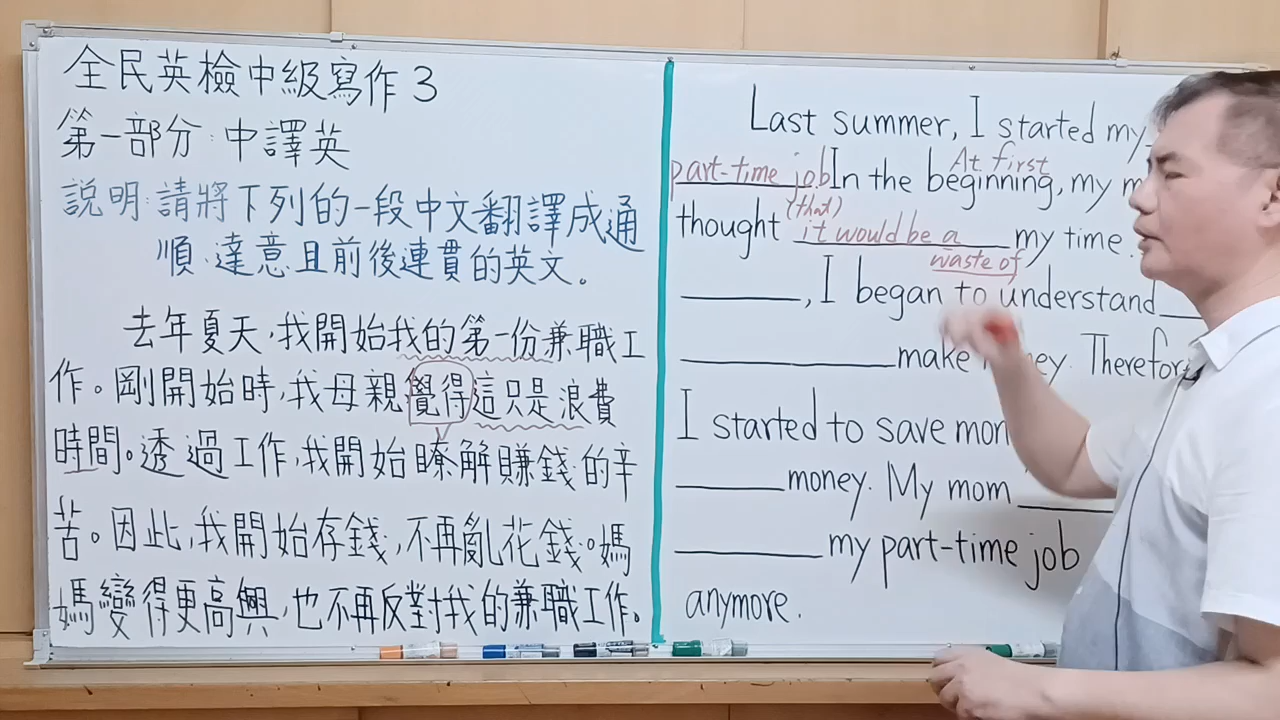 全民英檢中級寫作3
第一部分:中譯英
說明:請將下列的一段中文翻譯成通
順、達意且前後連貫的英文。
去年夏天,我開始我的第一份兼職工
作。剛開始時,我母親覺得這只是浪費
時間。透過工作,我開始瞭解賺錢的辛
苦。因此,我開始存錢,不再亂花錢。媽
媽變得更高興,也不再反對我的兼職工作。
Last summer, I started my
At first
part-time job In the beginning, my
(that)
thought it would be a my time.
waste of
, I began to understand
make money.
I started to save
money. My mom
my part-time job
anymore.